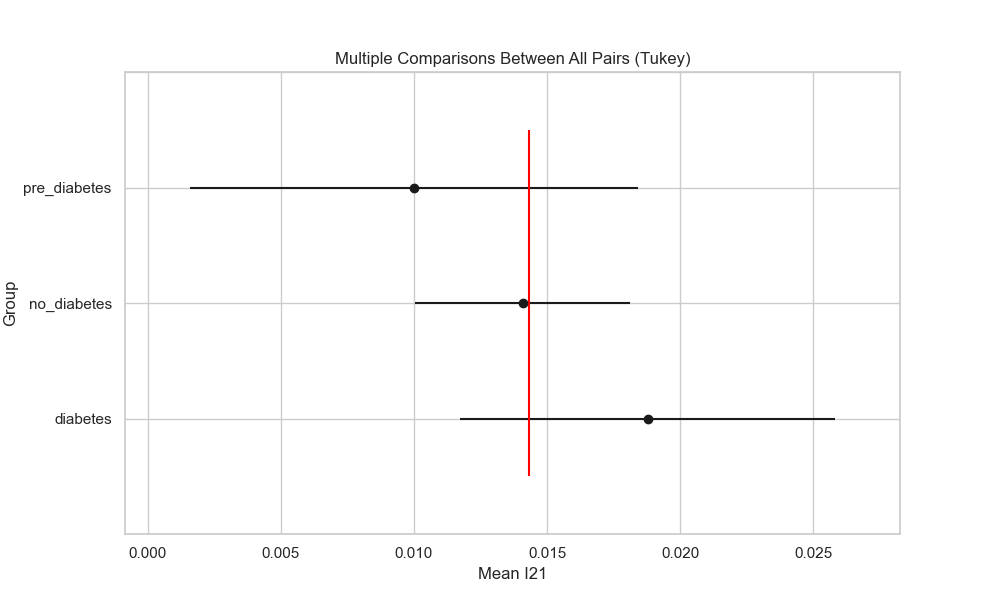 Multiple Comparisons Between All Pairs (Tukey)
pre_diabetes
no_diabetes
diabetes
Group
0.000 0.005 0.010 0.015 0.020 0.025
Mean I21